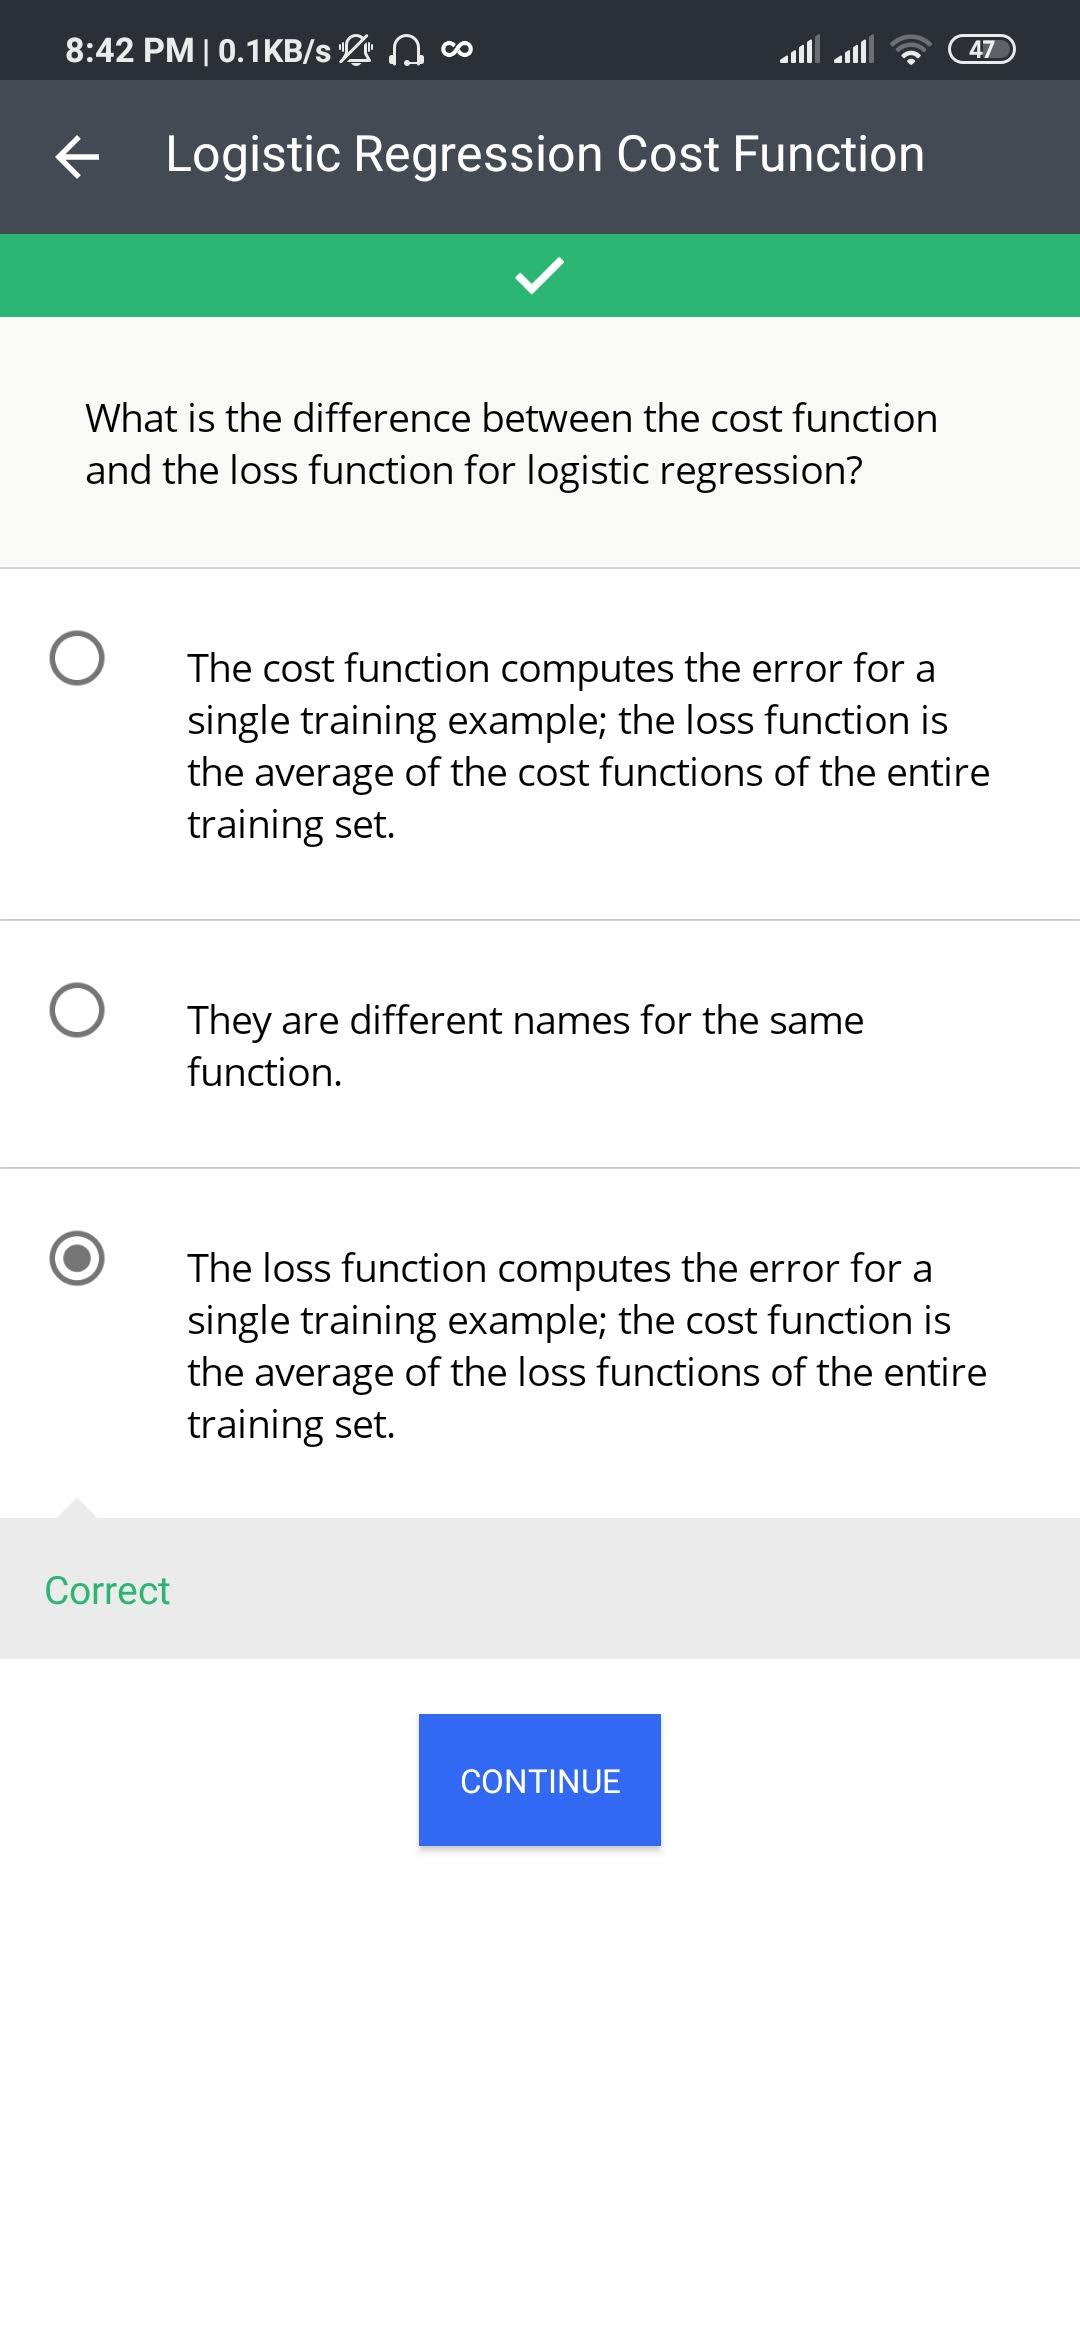 8:42 PM | 0.1KB/s
47
Logistic Regression Cost Function
What is the difference between the cost function
and the loss function for logistic regression?
The cost function computes the error for a
single training example; the loss function is
the average of the cost functions of the entire
training set.
They are different names for the same
function.
The loss function computes the error for a
single training example; the cost function is
the average of the loss functions of the entire
training set.
Correct
CONTINUE